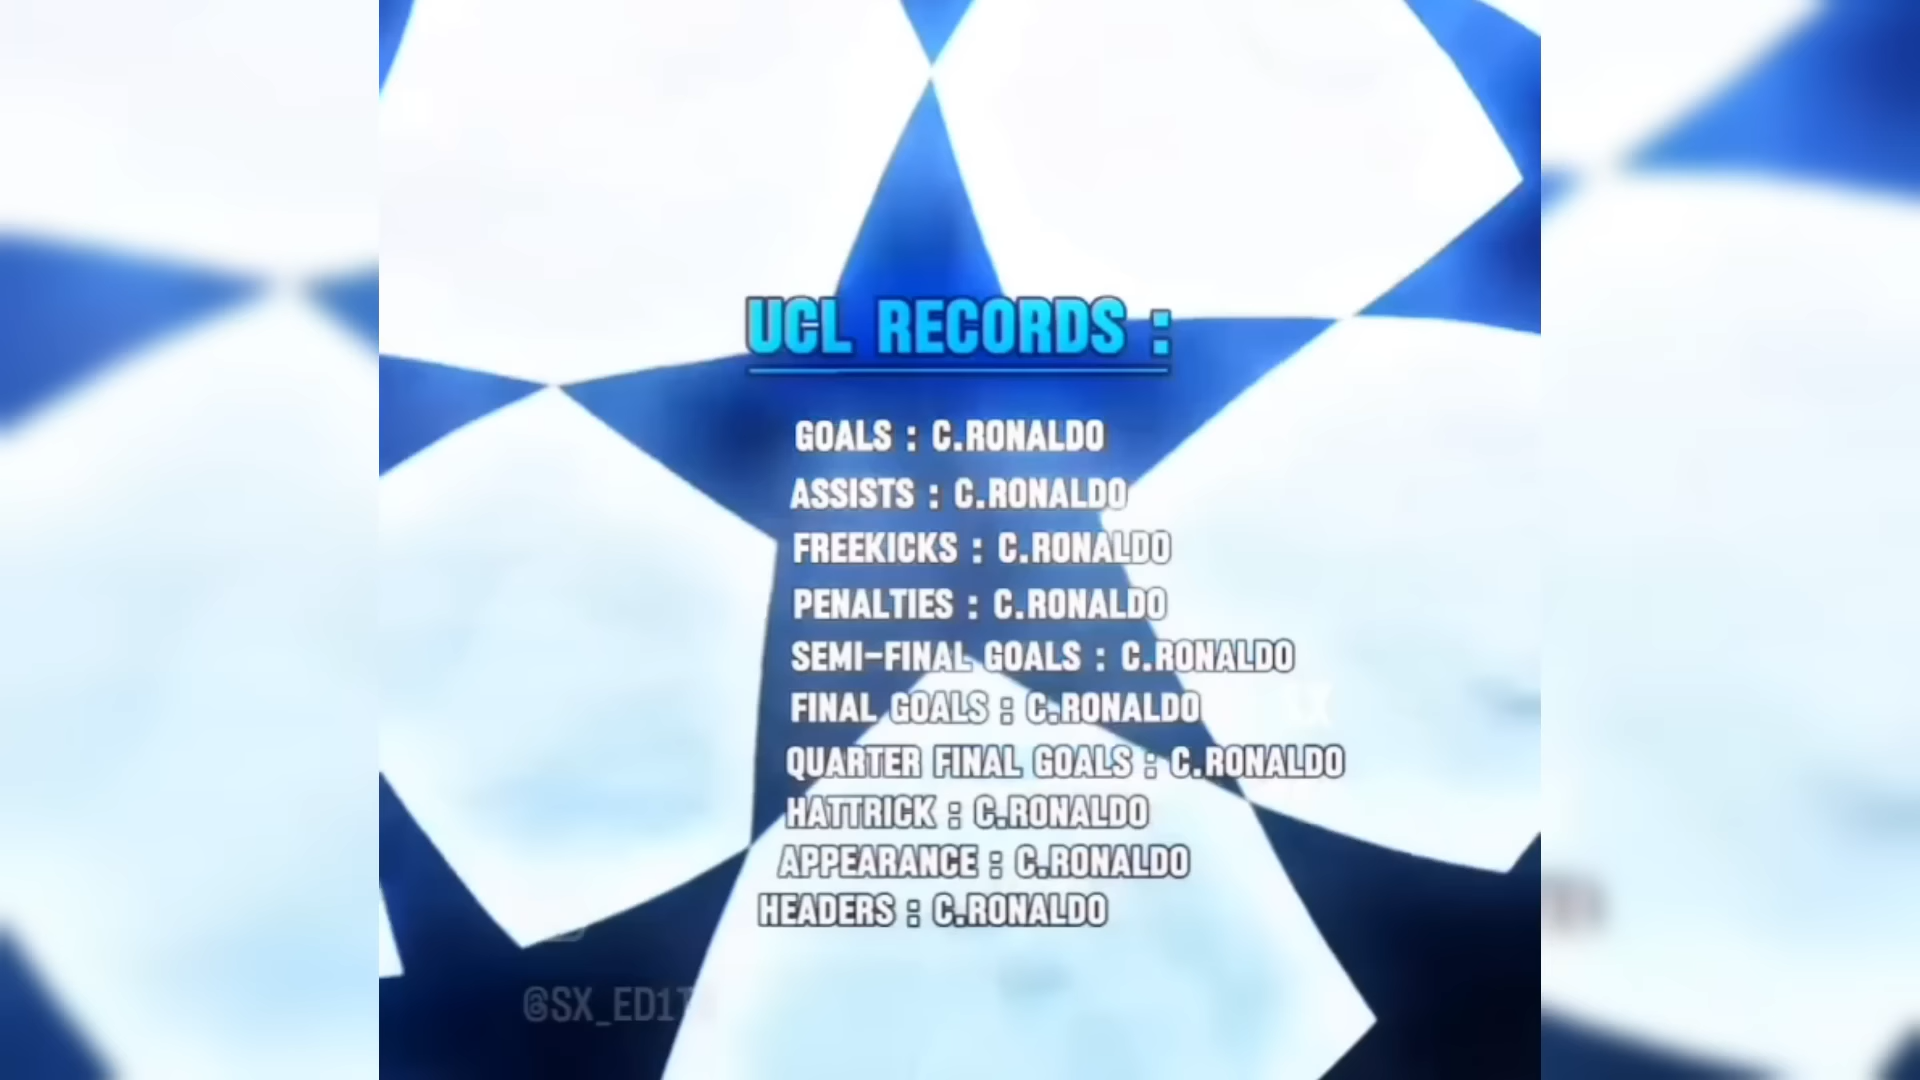 UCL RECORDS :
GOALS : C.RONALDO
ASSISTS : C.RONALDO
FREEKICKS : C.RONALDO
PENALTIES : C.RONALDO
SEMI-FINAL GOALS : C.RONALDO
FINAL GOALS : C.RONALDO
QUARTER FINAL GOALS : C.RONALDO
HATTRICK : C.RONALDO
APPEARANCE : C.RONALDO
HEADERS : C.RONALDO